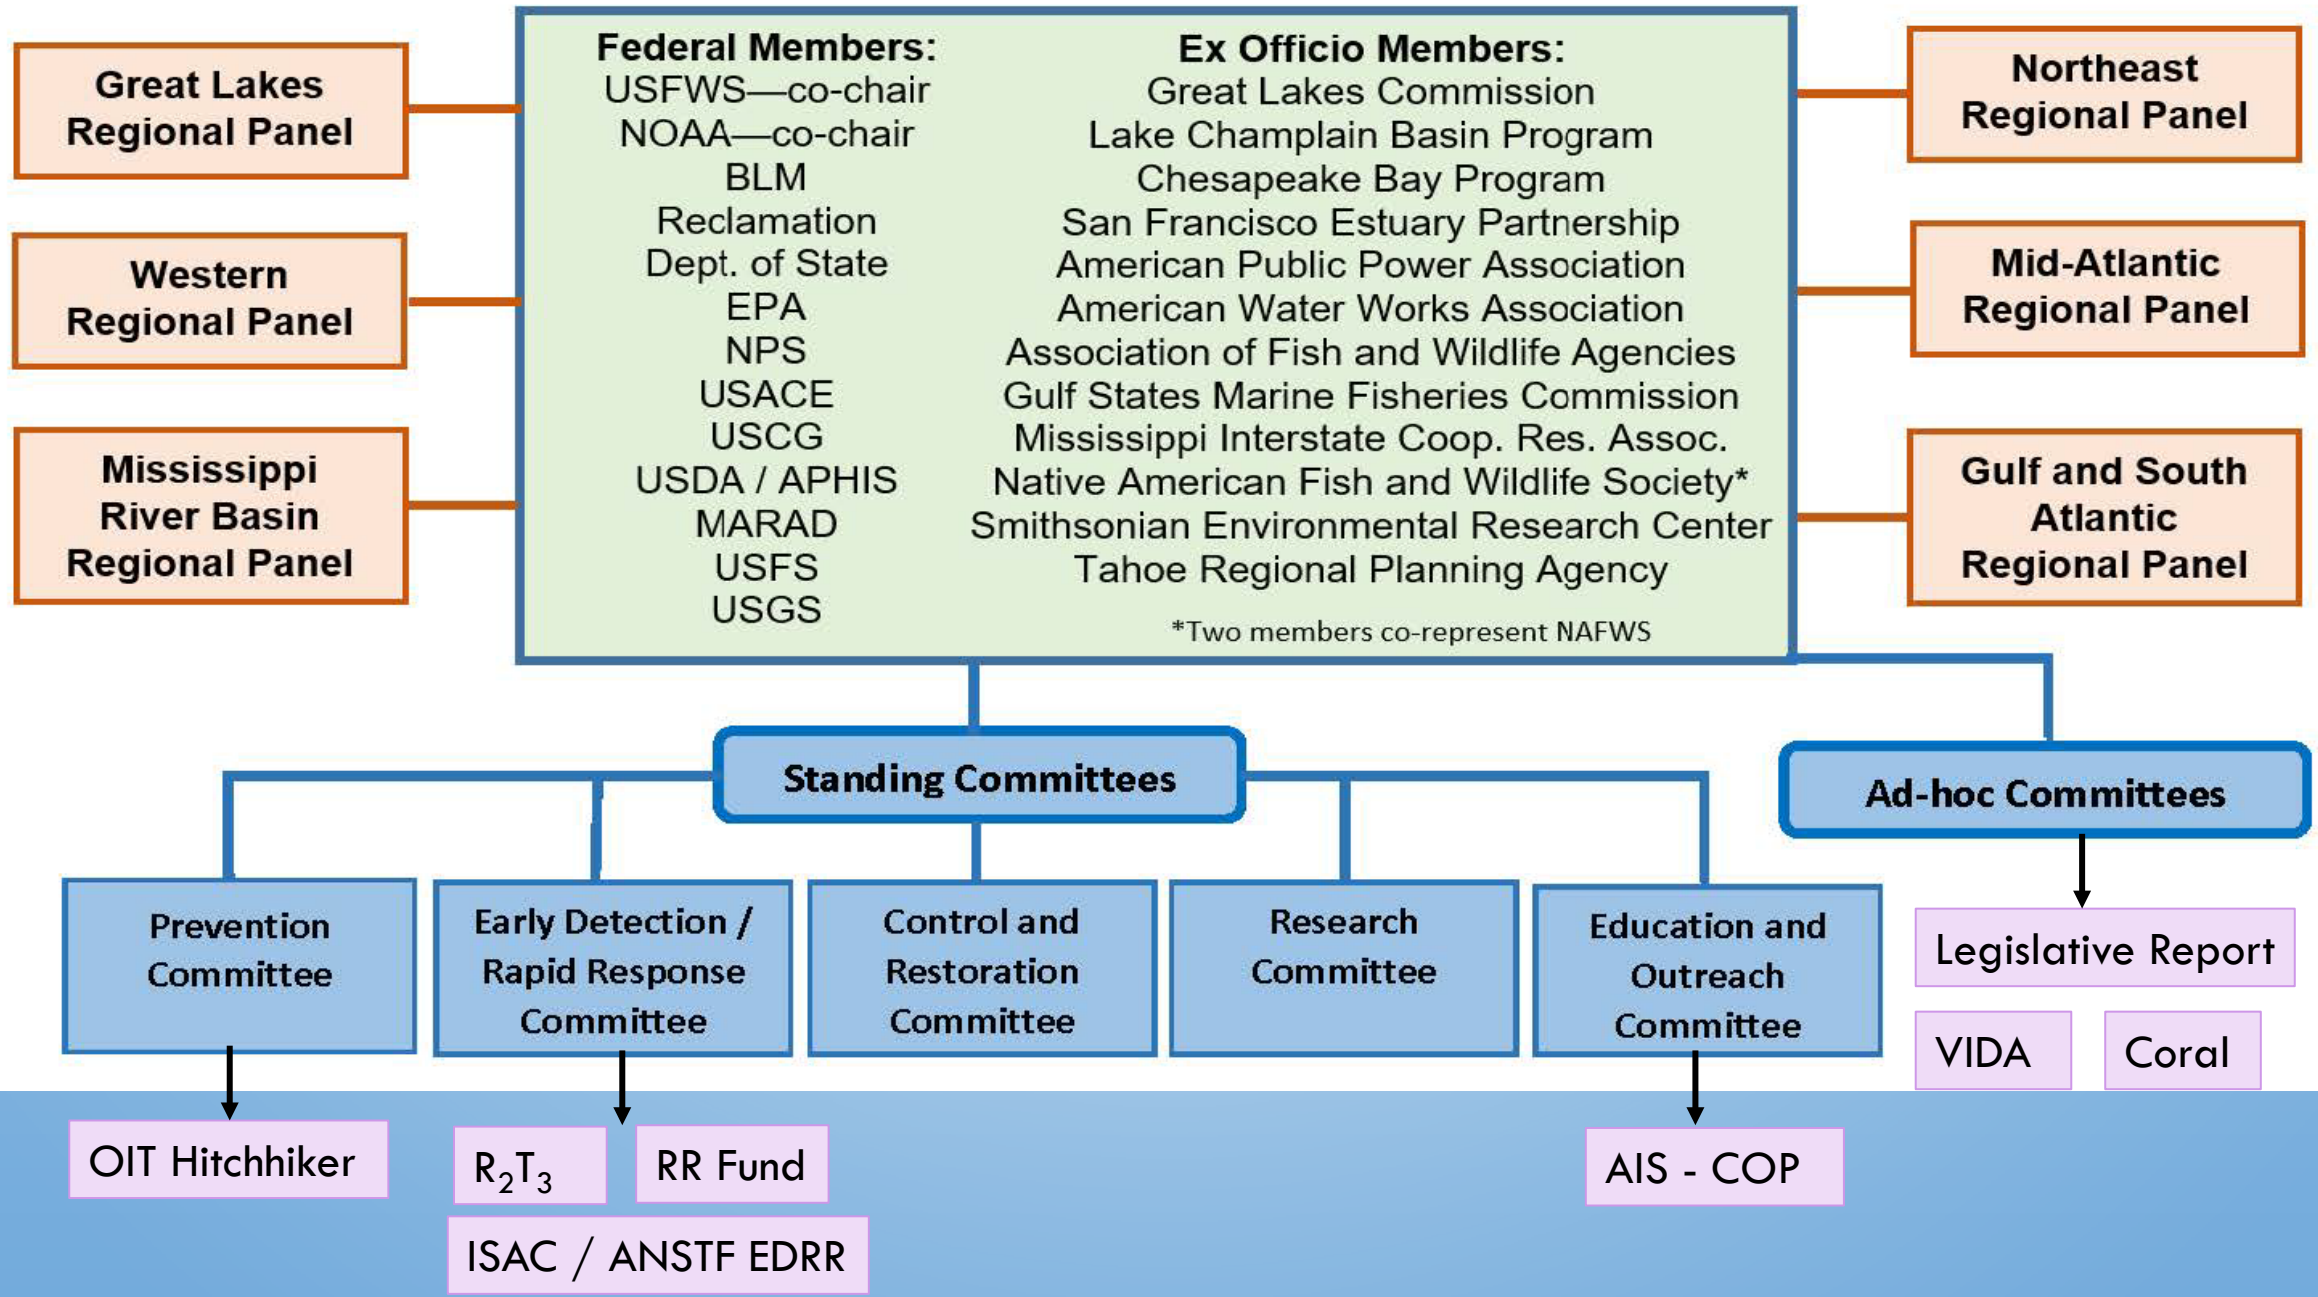 Great Lakes
Regional Panel
Western
Regional Panel
Mississippi
River Basin
Regional Panel
Federal Members:
USFWS—co-chair
NOAA—co-chair
BLM
Reclamation
Dept. of State
EPA
NPS
USACE
USCG
USDA / APHIS
MARAD
USFS
USGS
Ex Officio Members:
Great Lakes Commission
Lake Champlain Basin Program
Chesapeake Bay Program
San Francisco Estuary Partnership
American Public Power Association
American Water Works Association
Association of Fish and Wildlife Agencies
Gulf States Marine Fisheries Commission
Mississippi Interstate Coop. Res. Assoc.
Native American Fish and Wildlife Society*
Smithsonian Environmental Research Center
Tahoe Regional Planning Agency
*Two members co-represent NAFWS
Northeast
Regional Panel
Mid-Atlantic
Regional Panel
Gulf and South
Atlantic
Regional Panel
Standing Committees
Ad-hoc Committees
Prevention
Committee
Early Detection /
Rapid Response
Committee
Control and
Restoration
Committee
Research
Committee
Education and
Outreach
Committee
Legislative Report
VIDA
Coral
OIT Hitchhiker
R₂T₃
RR Fund
ISAC / ANSTF EDRR
AIS - COP